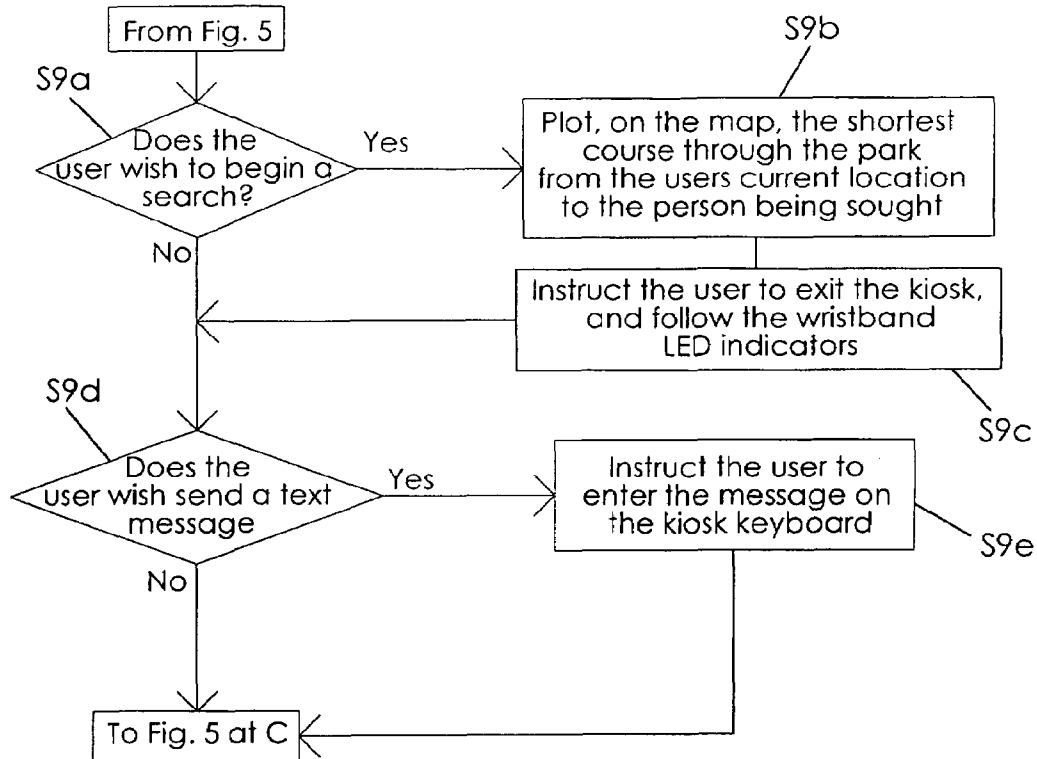 From Fig. 5
S9a
S9b
Does the
user wish to begin a
search?
Yes
No
Plot, on the map, the shortest
course through the park
from the users current location
to the person being sought
Instruct the user to exit the kiosk,
and follow the wristband
LED indicators
S9c
S9d
Does the
user wish send a text
message
Yes
No
Instruct the user to
enter the message on
the kiosk keyboard
S9e
To Fig. 5 at C